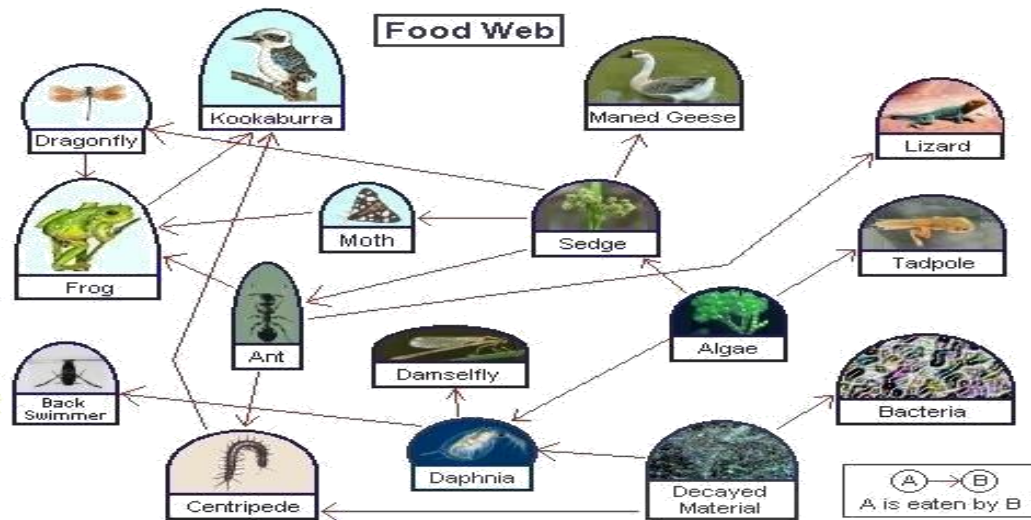 Food Web
Kookaburra
Maned Geese
Dragonfly
Lizard
Moth
Sedge
Tadpole
Frog
Ant
Algae
Damselfly
Back
Swimmer
Bacteria
Daphnia
Centripede
Decayed
Material
A B
A is eaten by B